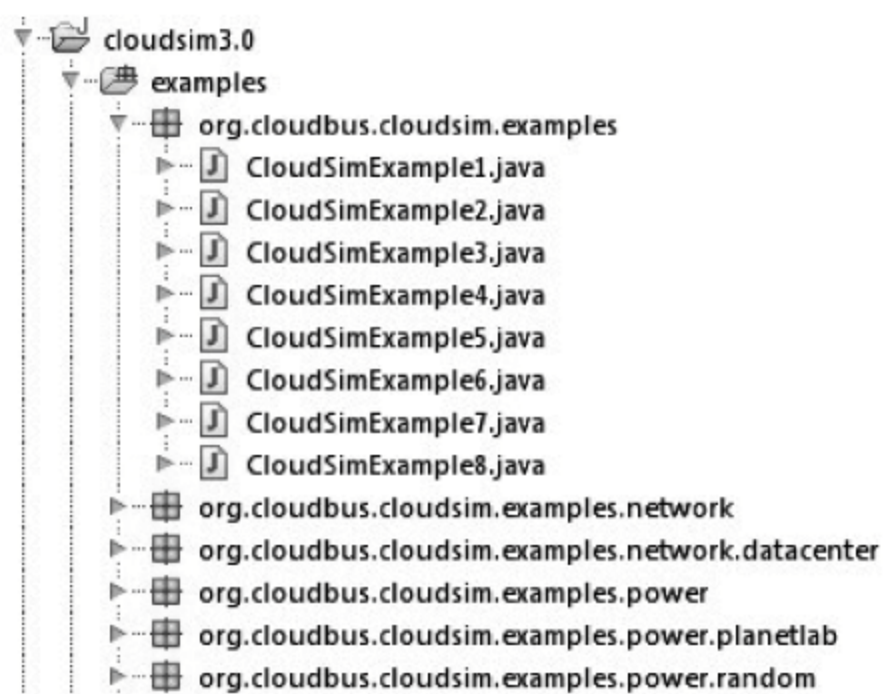 cloudsim3.0
examples
org.cloudbus.cloudsim.examples
CloudSimExample1.java
CloudSimExample2.java
CloudSimExample3.java
CloudSimExample4.java
CloudSimExample5.java
CloudSimExample6.java
CloudSimExample7.java
CloudSimExample8.java
org.cloudbus.cloudsim.examples.network
org.cloudbus.cloudsim.examples.network.datacenter
org.cloudbus.cloudsim.examples.power
org.cloudbus.cloudsim.examples.power.planetlab
org.cloudbus.cloudsim.examples.power.random